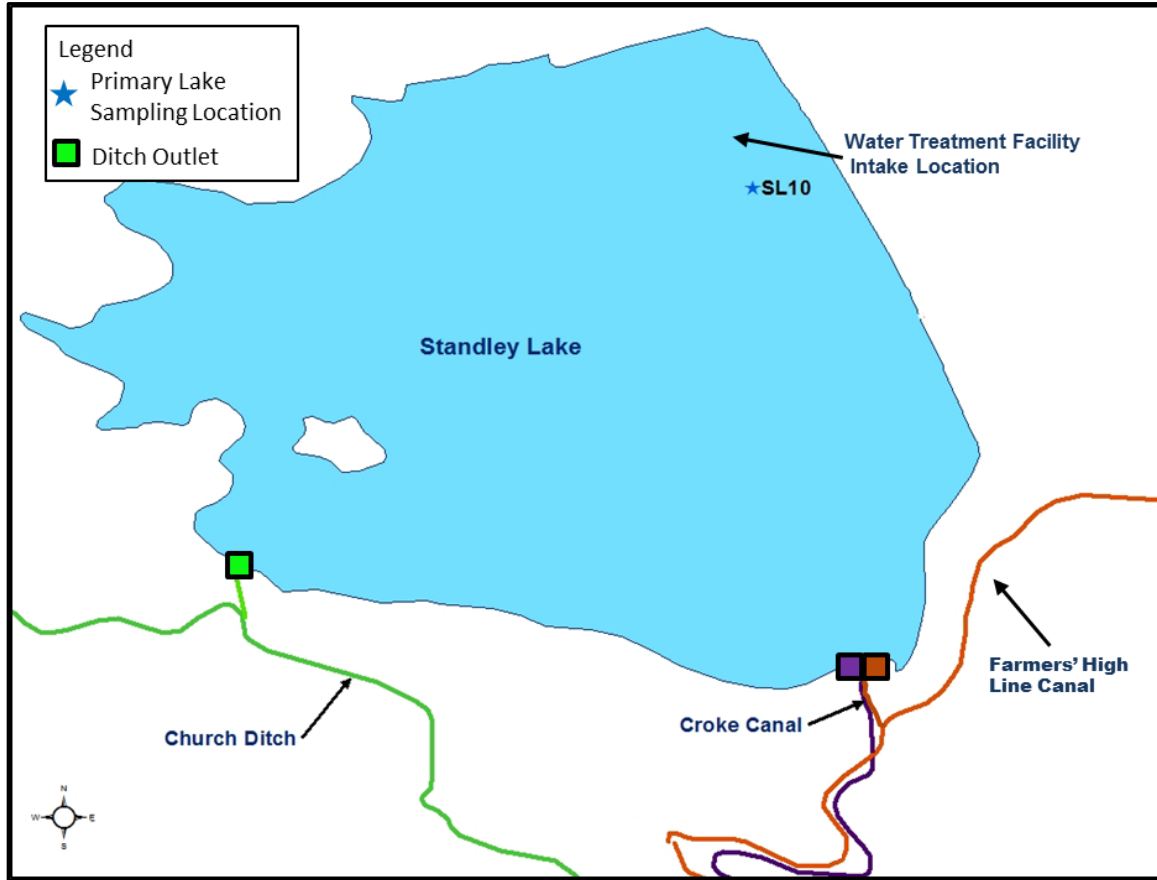 Legend
Primary Lake
Sampling Location
Ditch Outlet
Water Treatment Facility
Intake Location
SL10
Standley Lake
Farmers' High
Line Canal
Croke Canal
Church Ditch
N
W E
S